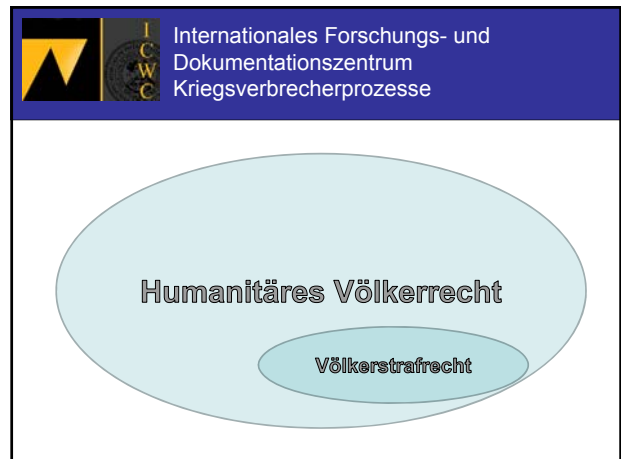 I
C
W
C
Internationales Forschungs- und
Dokumentationszentrum
Kriegsverbrecherprozesse
Humanitäres Völkerrecht
Völkerstrafrecht